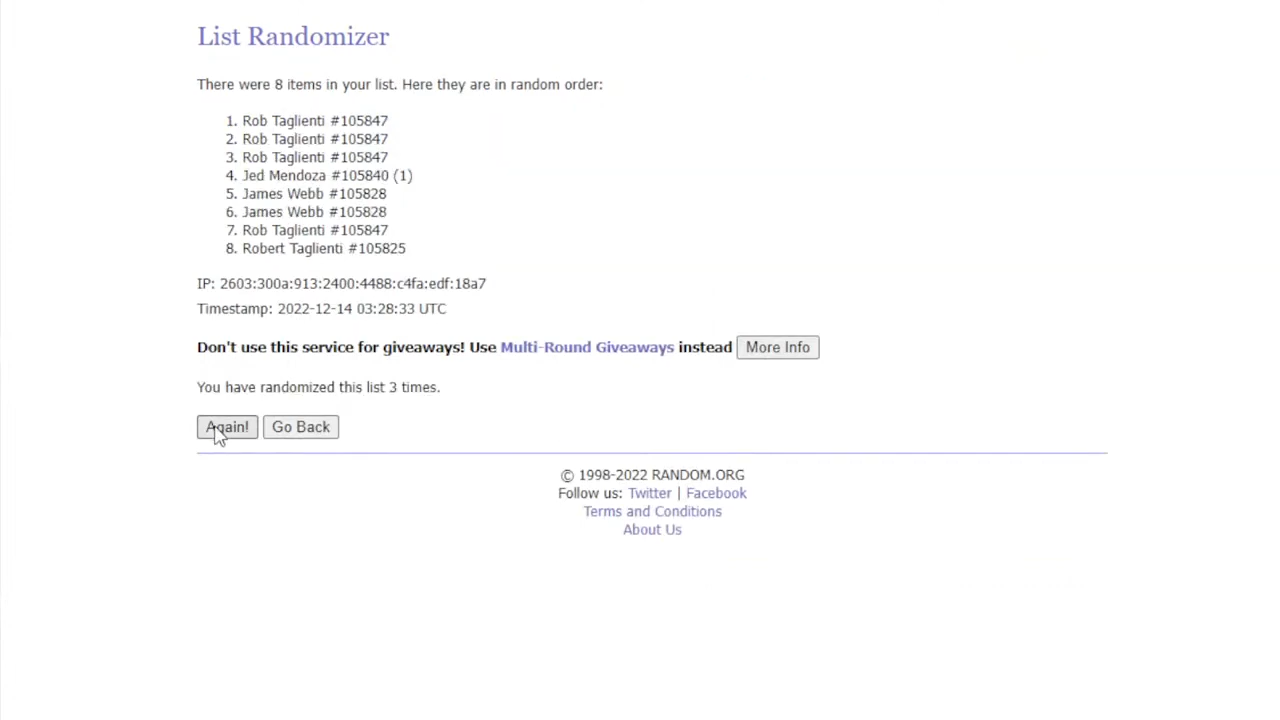 List Randomizer
There were 8 items in your list. Here they are in random order:
1. Rob Taglienti #105847
2. Rob Taglienti #105847
3. Rob Taglienti #105847
4. Jed Mendoza #105840 (1)
5. James Webb #105828
6. James Webb #105828
7. Rob Taglienti #105847
8. Robert Taglienti #105825
IP: 2603:300a:913:2400:4488:c4fa:edf:18a7
Timestamp: 2022-12-14 03:28:33 UTC
Don't use this service for giveaways! Use Multi-Round Giveaways instead More Info
You have randomized this list 3 times.
Again! Go Back
© 1998-2022 RANDOM.ORG
Follow us: Twitter | Facebook
Terms and Conditions
About Us